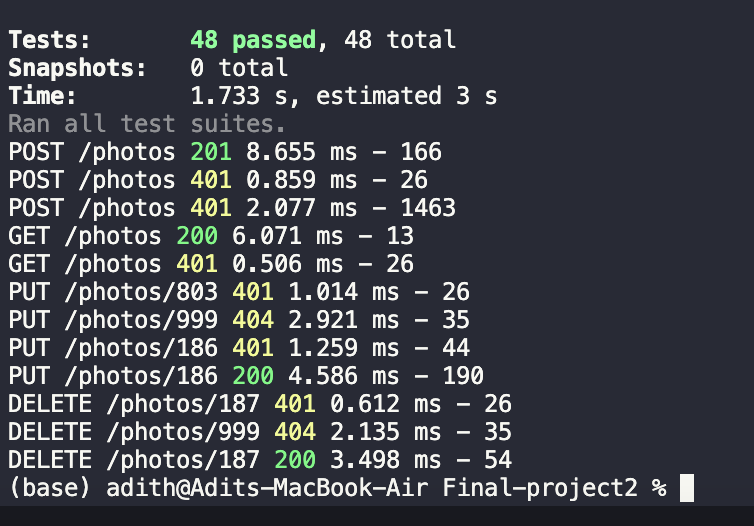 Tests: 48 passed, 48 total
Snapshots: 0 total
Time: 1.733 s, estimated 3 s
Ran all test suites.
POST /photos 201 8.655 ms - 166
POST /photos 401 0.859 ms - 26
POST /photos 401 2.077 ms - 1463
GET /photos 200 6.071 ms - 13
GET /photos 401 0.506 ms - 26
PUT /photos/803 401 1.014 ms - 26
PUT /photos/999 404 2.921 ms - 35
PUT /photos/186 401 1.259 ms - 44
PUT /photos/186 200 4.586 ms - 190
DELETE /photos/187 401 0.612 ms - 26
DELETE /photos/999 404 2.135 ms - 35
DELETE /photos/187 200 3.498 ms - 54
(base) adith@Adits-MacBook-Air Final-project2 %